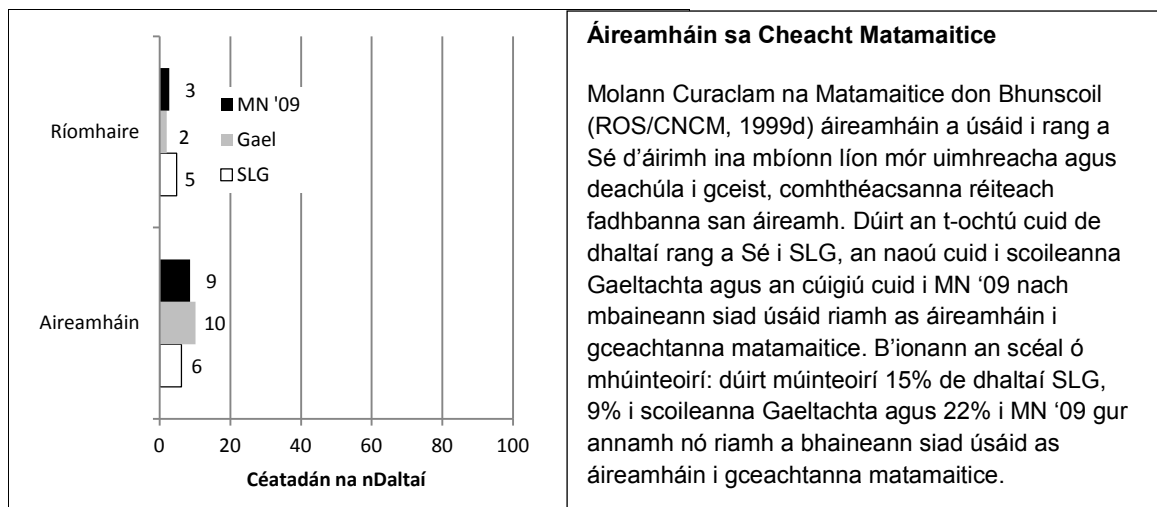 3
MN '09
Ríomhaire
2
Gael
5
SLG
9
Aireamháin
10
6
0 20 40 60 80 100
Céatadán na nDaltaí
Áireamháin sa Cheacht Matamaitice
Molann Curaclam na Matamaitice don Bhunscoil
(ROS/CNCM, 1999d) áireamháin a úsáid i rang a
Sé d’áirimh ina mbíonn líon mór uimhreacha agus
deachúla i gceist, comhthéacsanna réiteach
fadhbanna san áireamh. Dúirt an t-ochtú cuid de
dhaltaí rang a Sé i SLG, an naoú cuid i scoileanna
Gaeltachta agus an cúigiú cuid i MN ‘09 nach
mbaineann siad úsáid riamh as áireamháin i
gceachtanna matamaitice. B’ionann an scéal ó
mhúinteoirí: dúirt múinteoirí 15% de dhaltaí SLG,
9% i scoileanna Gaeltachta agus 22% i MN ‘09 gur
annamh nó riamh a bhaineann siad úsáid as
áireamháin i gceachtanna matamaitice.